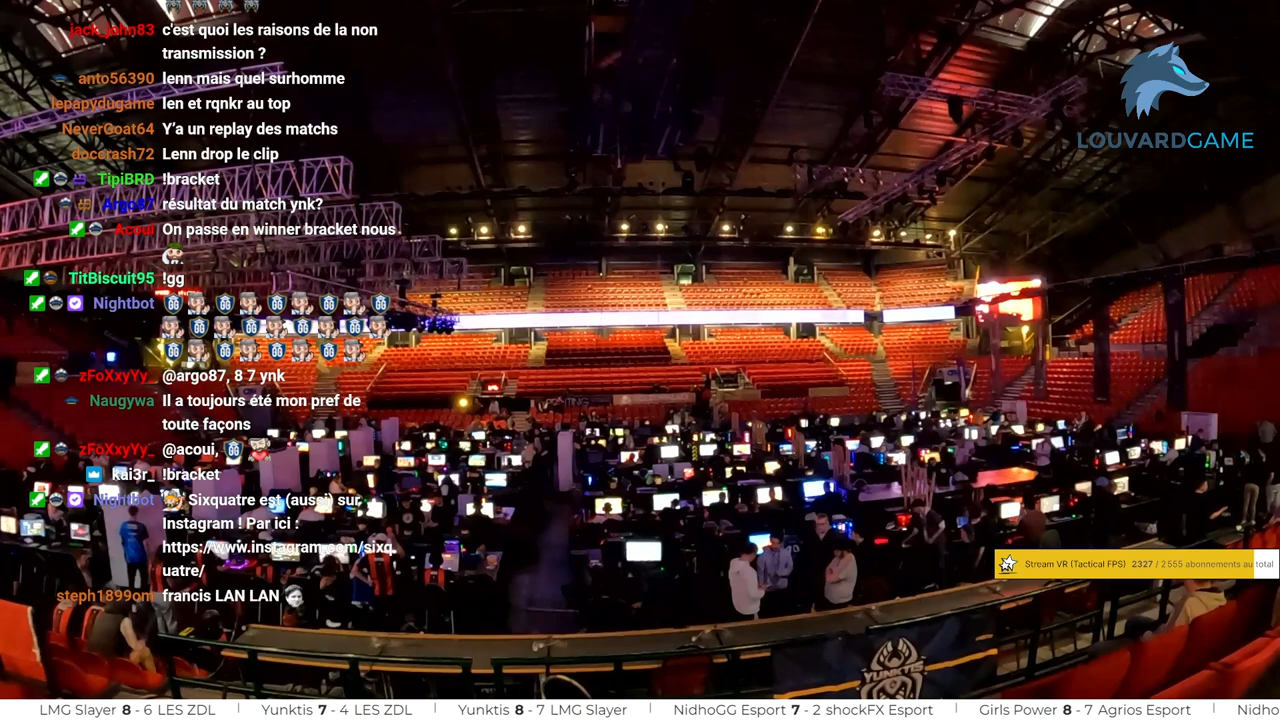 jack_john83 c'est quoi les raisons de la non
transmission ?
anto56390 lenn mais quel surhomme
lepapydugame len et rqnkr au top
NeverGoat64 Y'a un replay des matchs
doccrash72 Lenn drop le clip
TipiBRD !bracket
Argo87 résultat du match ynk?
Acoui On passe en winner bracket nous
TitBiscuit95 !gg
Nightbot
zFoXxyYy_ @argo87, 8 7 ynk
Naugywa Il a toujours été mon pref de
toute façons
zFoXxyYy_ @acoui,
kai3r_ !bracket
Nightbot Sixquatre est (aussi) sur
Instagram ! Par ici :
https://www.instagram.com/sixq
uatre/
steph1899om francis LAN LAN
LOUVARDGAME
Stream VR (Tactical FPS) 2327 / 2555 abonnements au total
YUNKTIS
LMG Slayer 8 - 6 LES ZDL | Yunktis 7 - 4 LES ZDL | Yunktis 8 - 7 LMG Slayer | NidhoGG Esport 7 - 2 shockFX Esport | Girls Power 8 - 7 Agrios Esport | Nidho